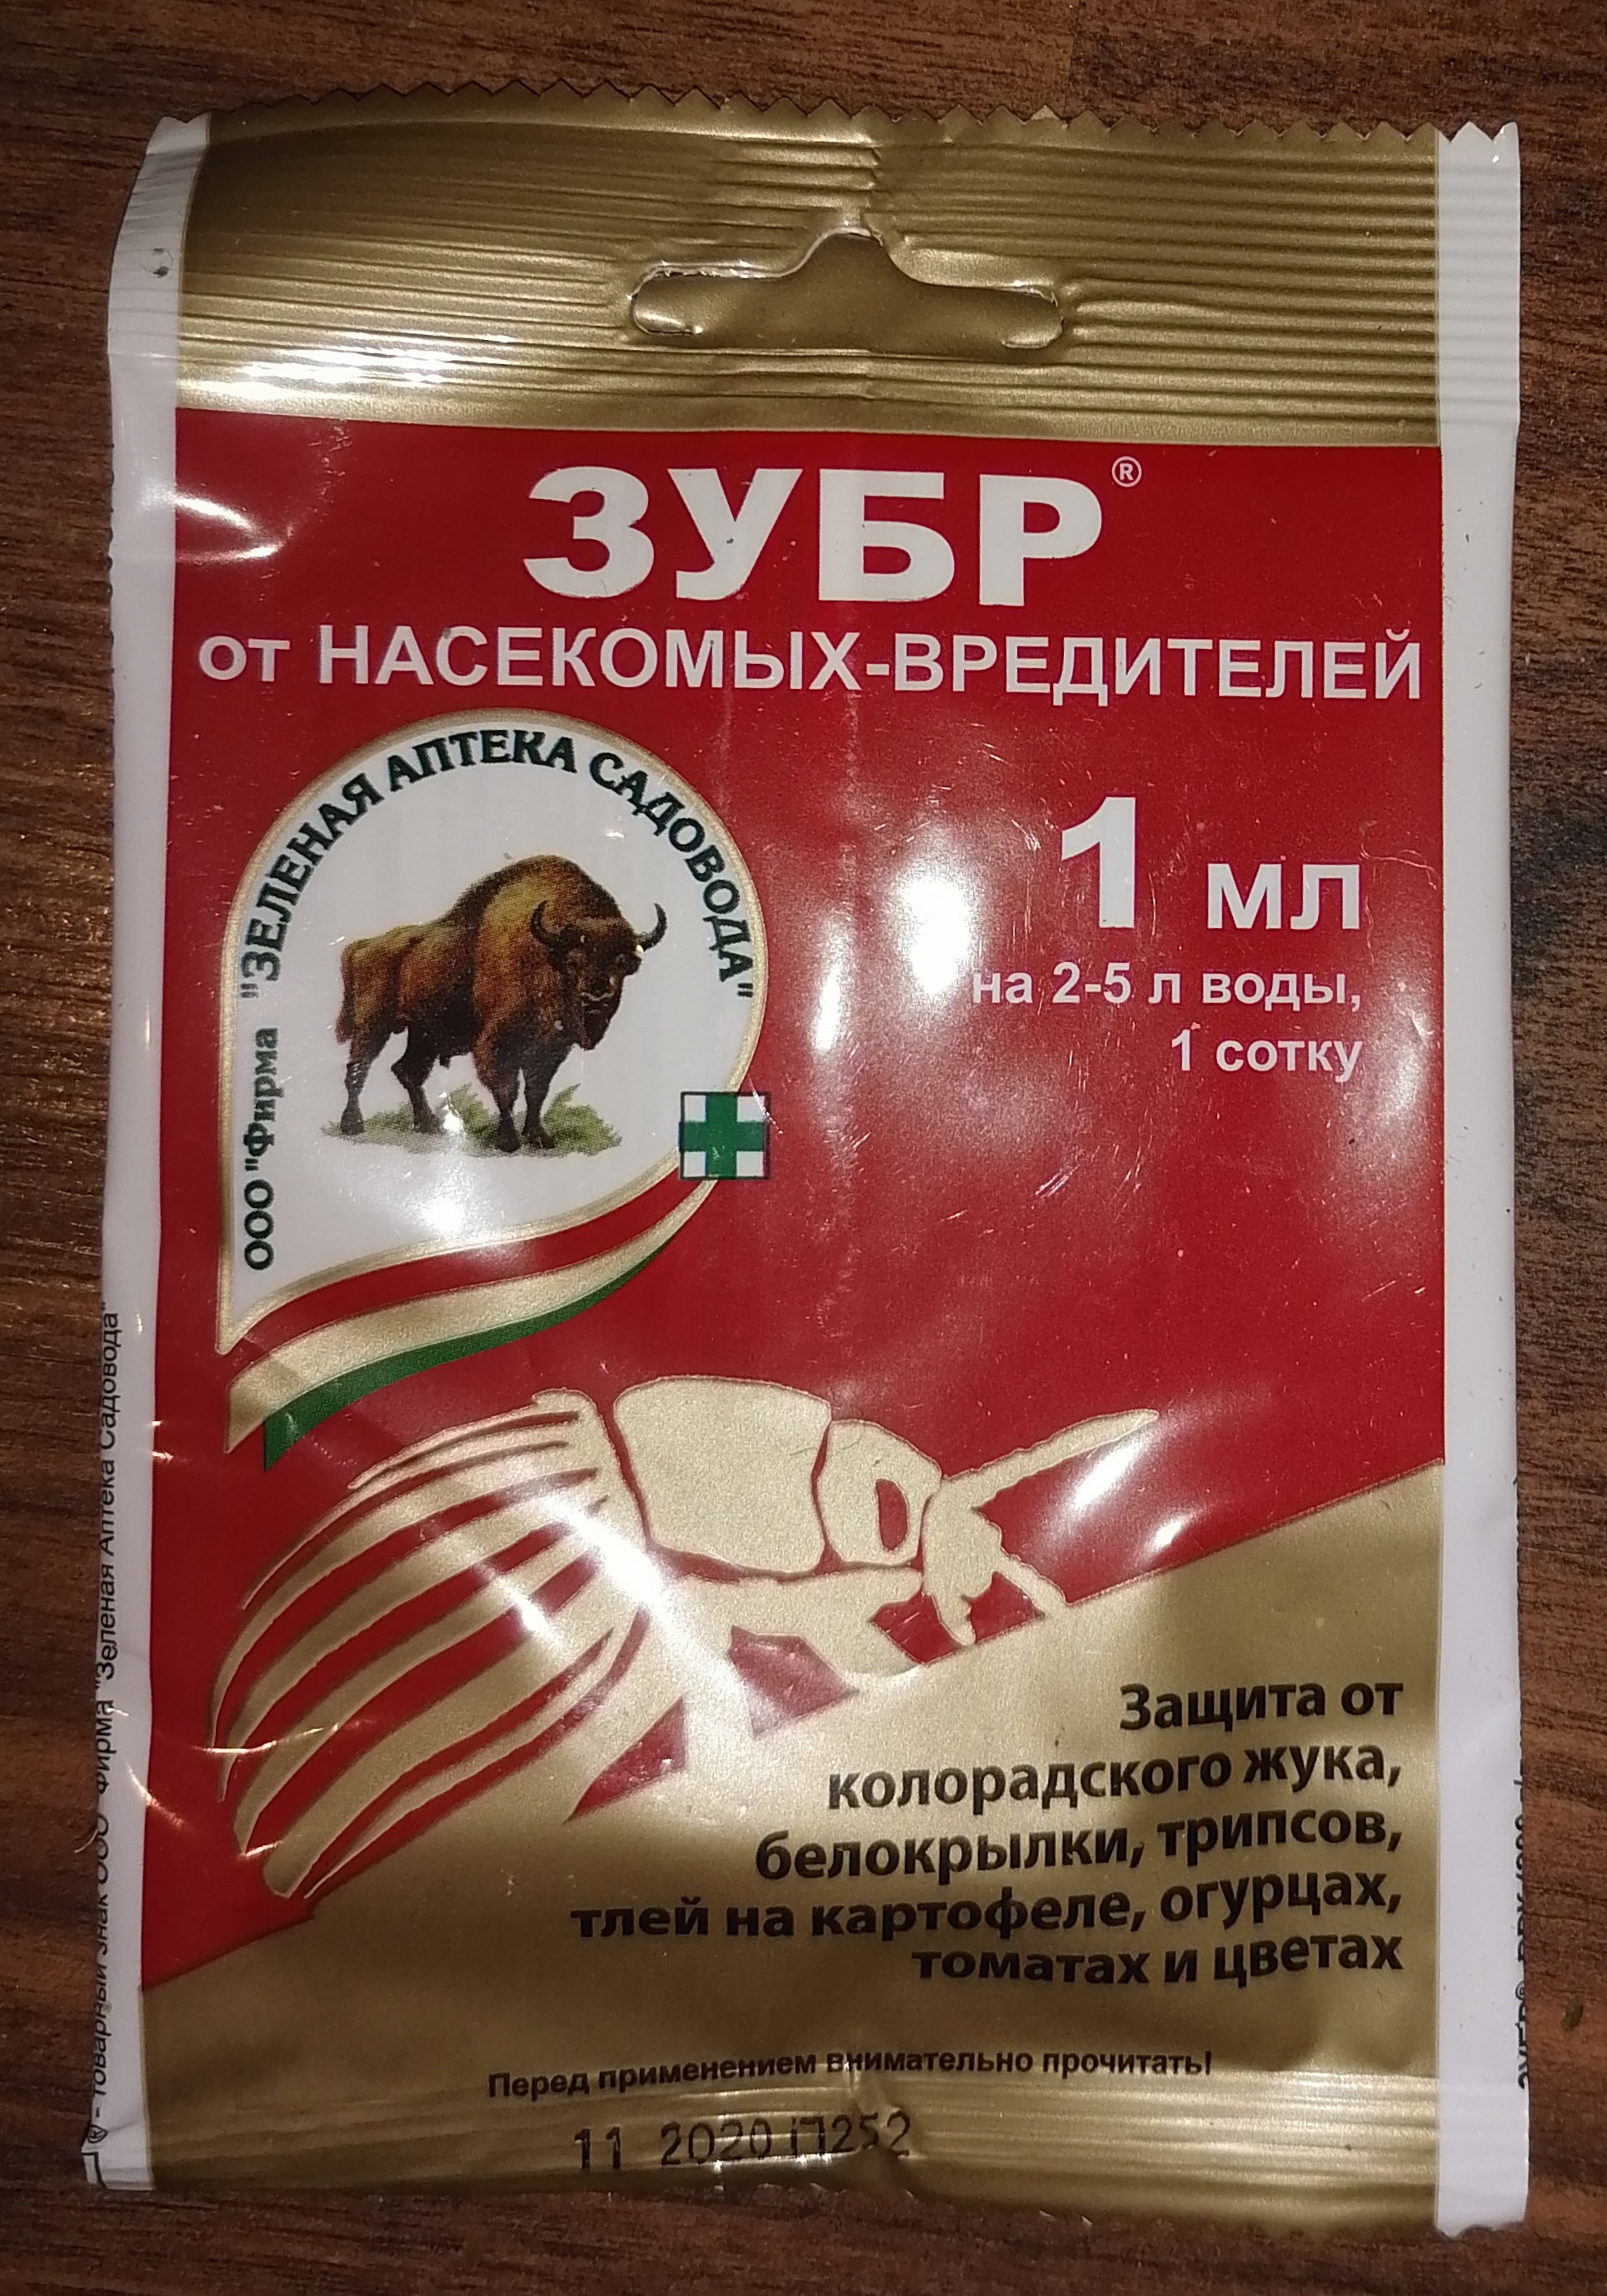 ЗУБР®
от НАСЕКОМЫХ-ВРЕДИТЕЛЕЙ
ООО "Фирма "ЗЕЛЕНАЯ АПТЕКА САДОВОДА"
1 мл
на 2-5 л воды,
1 сотку
Защита от
колорадского жука,
белокрылки, трипсов,
тлей на картофеле, огурцах,
томатах и цветах
Перед применением внимательно прочитать!
11 2020 П252
® - товарный знак ООО Фирма "Зеленая Аптека Садовода"